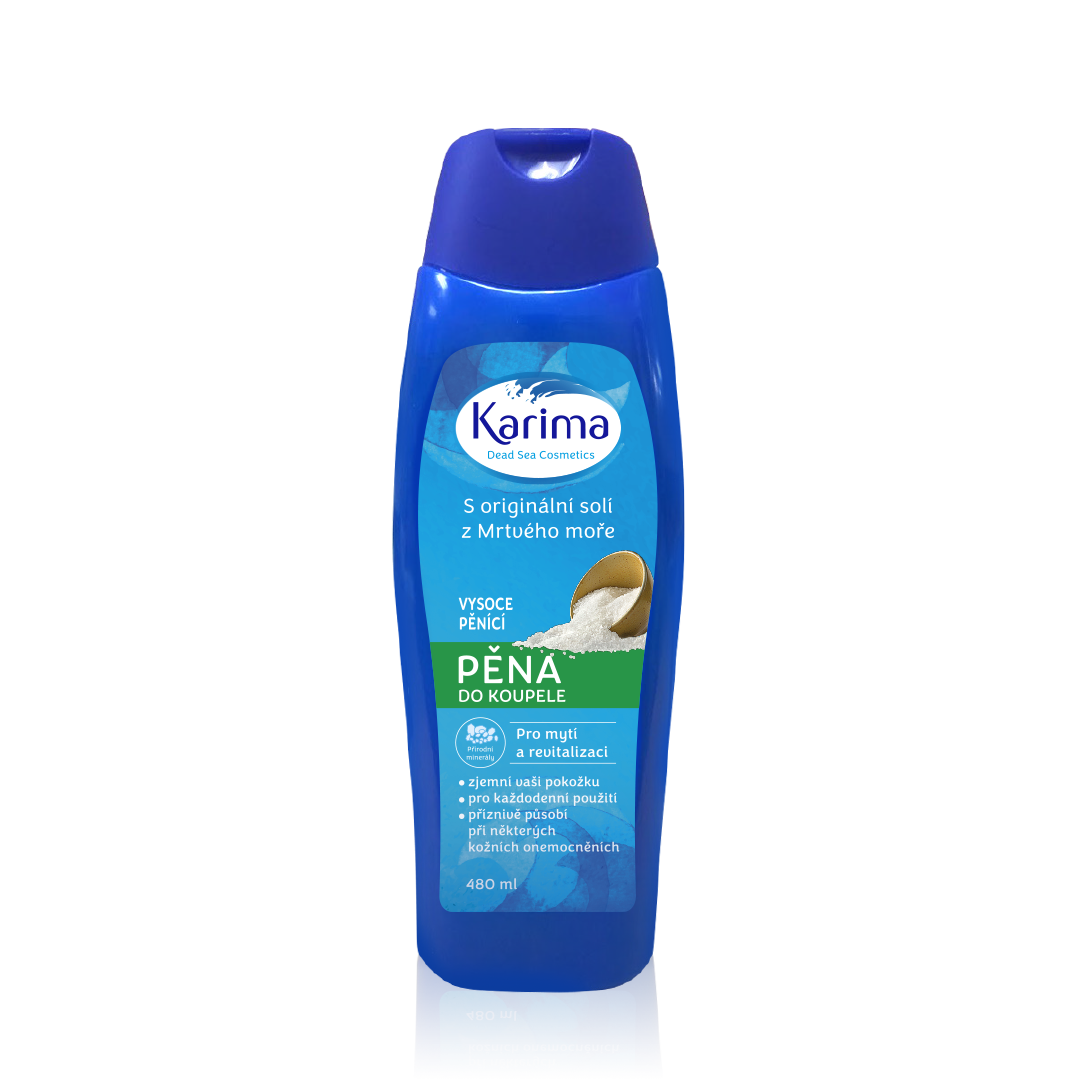 Karima
Dead Sea Cosmetics
S originální solí
z Mrtvého moře
VYSOCE
PĚNÍCÍ
PĚNA
DO KOUPELE
Přírodní
minerály
Pro mytí
a revitalizaci
• zjemní vaši pokožku
• pro každodenní použití
• příznivě působí
při některých
kožních onemocněních
480 ml